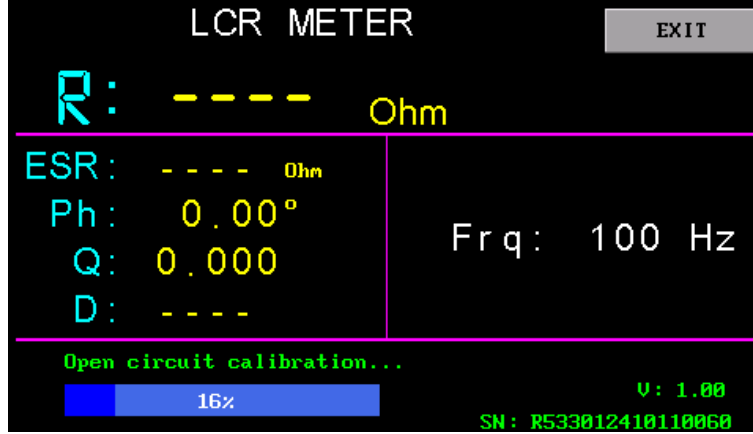 LCR METER
EXIT
R: ---- Ohm
ESR: ---- Ohm
Ph: 0.00°
Q: 0.000
D: ----
Frq: 100 Hz
Open circuit calibration...
16%
V: 1.00
SN: R533012410110060